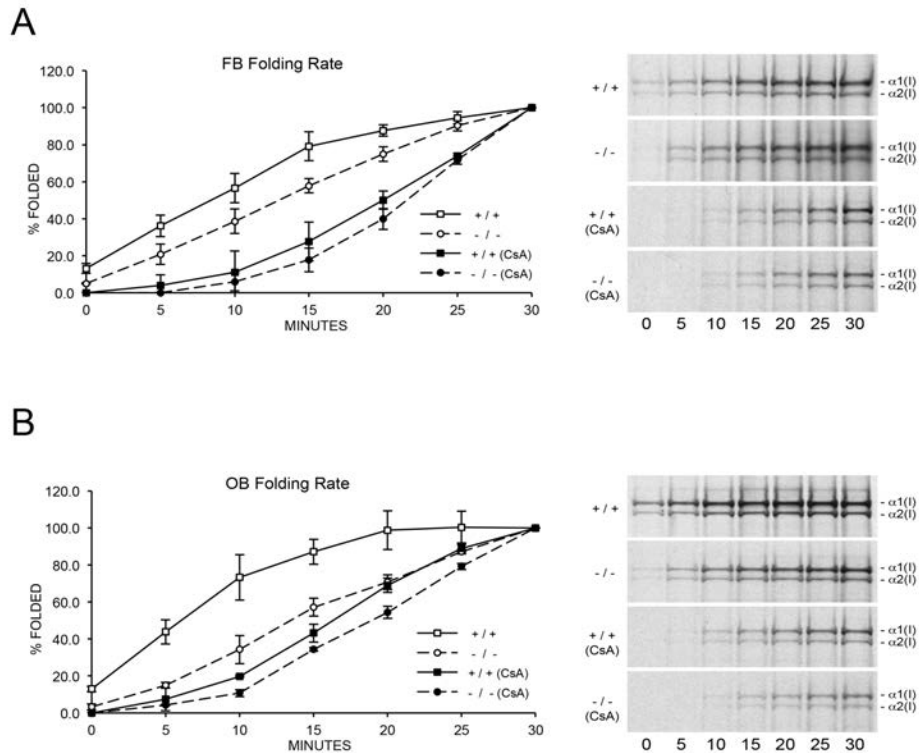 A
FB Folding Rate
120.0
100.0
80.0
60.0
40.0
20.0
0.0
% FOLDED
0 5 10 15 20 25 30
MINUTES
+ / +
- / -
+ / + (CsA)
- / - (CsA)
+ / +
- α1(I)
- α2(I)
- / -
- α1(I)
- α2(I)
+ / +
(CsA)
- α1(I)
- α2(I)
- / -
(CsA)
- α1(I)
- α2(I)
0 5 10 15 20 25 30
B
OB Folding Rate
120.0
100.0
80.0
60.0
40.0
20.0
0.0
% FOLDED
0 5 10 15 20 25 30
MINUTES
+ / +
- / -
+ / + (CsA)
- / - (CsA)
+ / +
- α1(I)
- α2(I)
- / -
- α1(I)
- α2(I)
+ / +
(CsA)
- α1(I)
- α2(I)
- / -
(CsA)
- α1(I)
- α2(I)
0 5 10 15 20 25 30